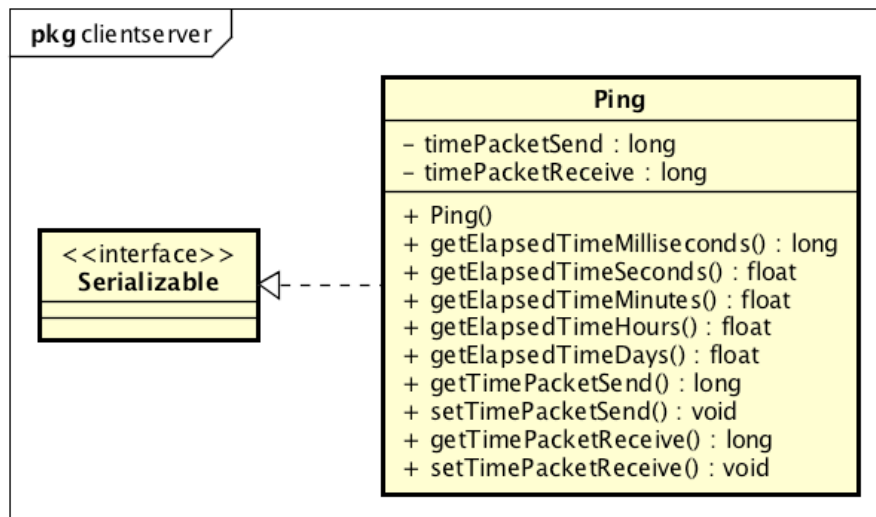 pkg clientserver
Ping
- timePacketSend : long
- timePacketReceive : long
+ Ping()
+ getElapsedTimeMilliseconds() : long
+ getElapsedTimeSeconds() : float
+ getElapsedTimeMinutes() : float
+ getElapsedTimeHours() : float
+ getElapsedTimeDays() : float
+ getTimePacketSend() : long
+ setTimePacketSend() : void
+ getTimePacketReceive() : long
+ setTimePacketReceive() : void
<<interface>>
Serializable